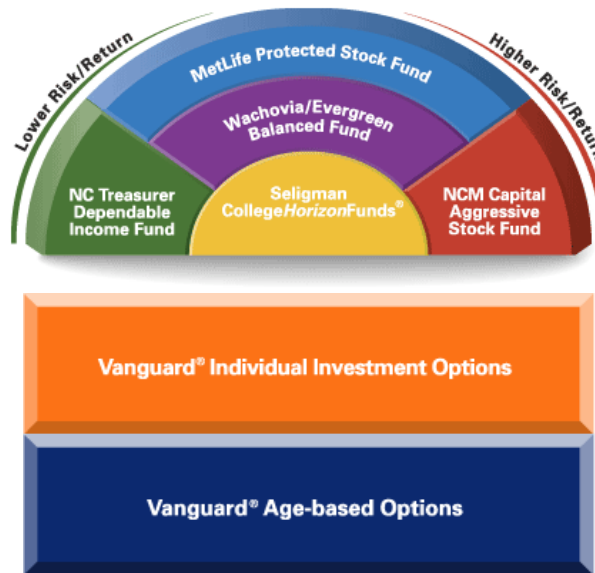 Lower Risk/Return
Higher Risk/Return
MetLife Protected Stock Fund
Wachovia/Evergreen
Balanced Fund
NC Treasurer
Dependable
Income Fund
Seligman
CollegeHorizonFunds®
NCM Capital
Aggressive
Stock Fund
Vanguard® Individual Investment Options
Vanguard® Age-based Options